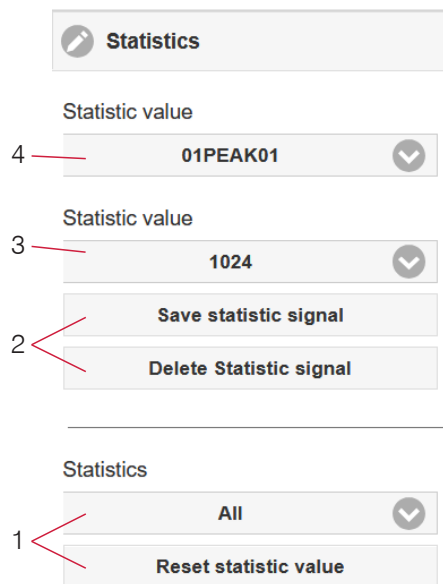 Statistics
Statistic value
4 01PEAK01
Statistic value
3 1024
Save statistic signal
2
Delete Statistic signal
Statistics
All
1
Reset statistic value